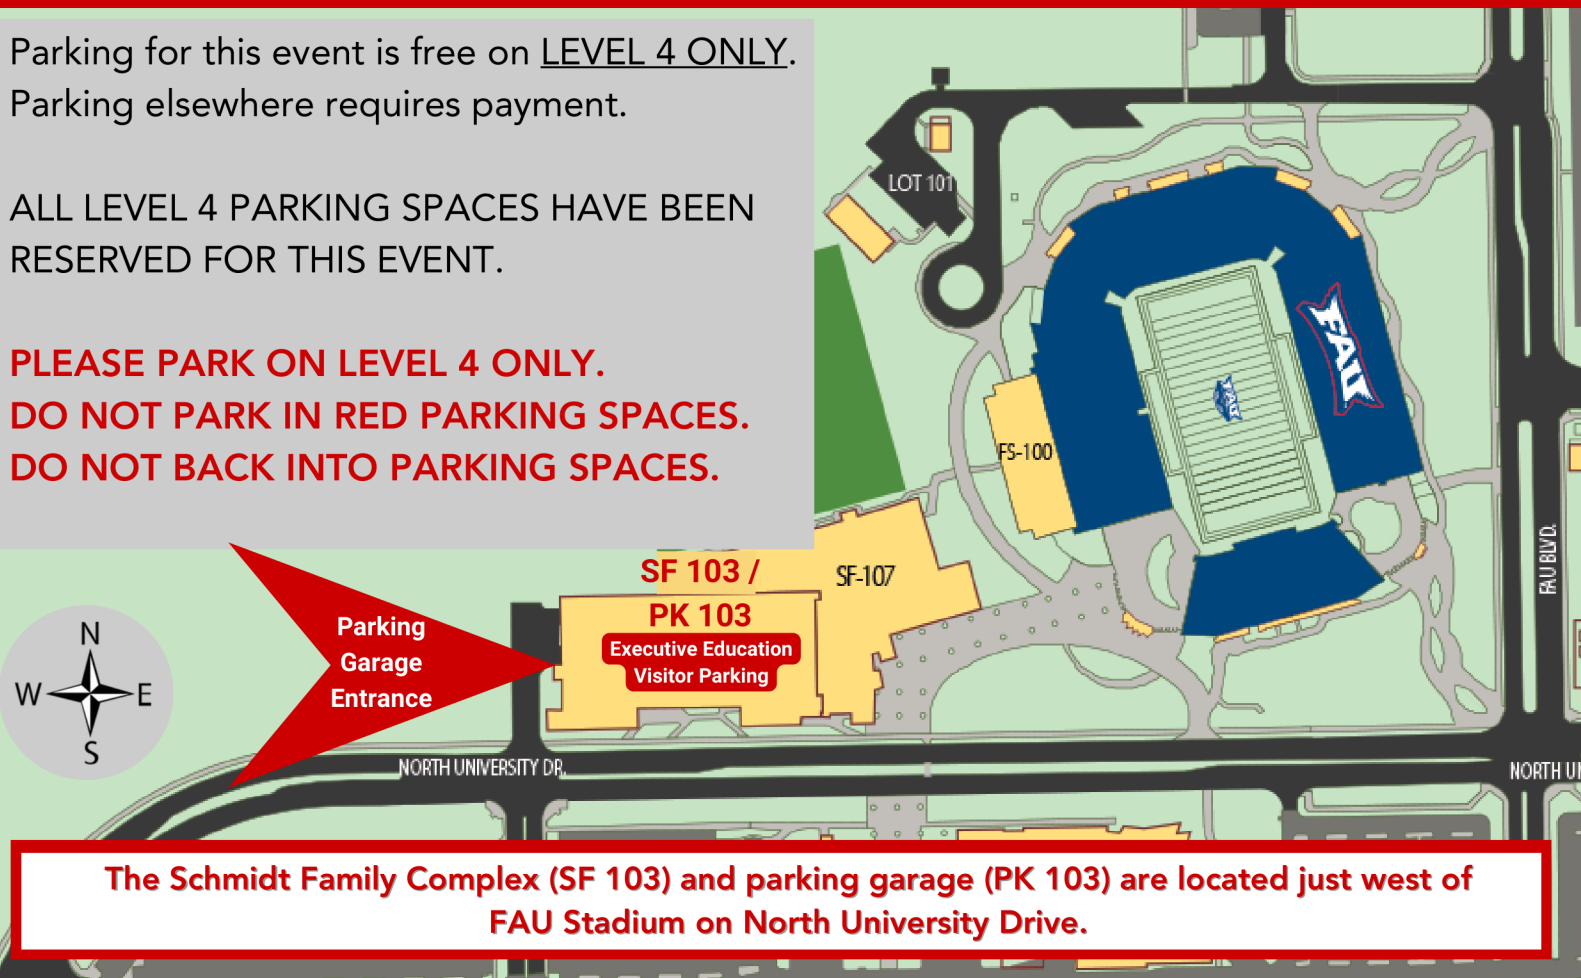 Parking for this event is free on LEVEL 4 ONLY.
Parking elsewhere requires payment.
ALL LEVEL 4 PARKING SPACES HAVE BEEN
RESERVED FOR THIS EVENT.
PLEASE PARK ON LEVEL 4 ONLY.
DO NOT PARK IN RED PARKING SPACES.
DO NOT BACK INTO PARKING SPACES.
LOT 101
FAU
FAU
FS-100
FAU BLVD.
SF-107
SF 103 /
PK 103
Executive Education
Visitor Parking
Parking
Garage
Entrance
N
W
E
S
NORTH UNIVERSITY DR.
NORTH UN
The Schmidt Family Complex (SF 103) and parking garage (PK 103) are located just west of
FAU Stadium on North University Drive.